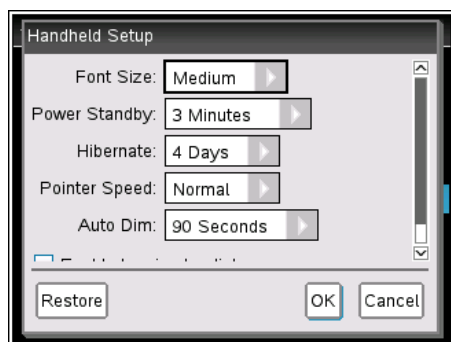 Handheld Setup
Font Size: Medium
Power Standby: 3 Minutes
Hibernate: 4 Days
Pointer Speed: Normal
Auto Dim: 90 Seconds
Restore OK Cancel